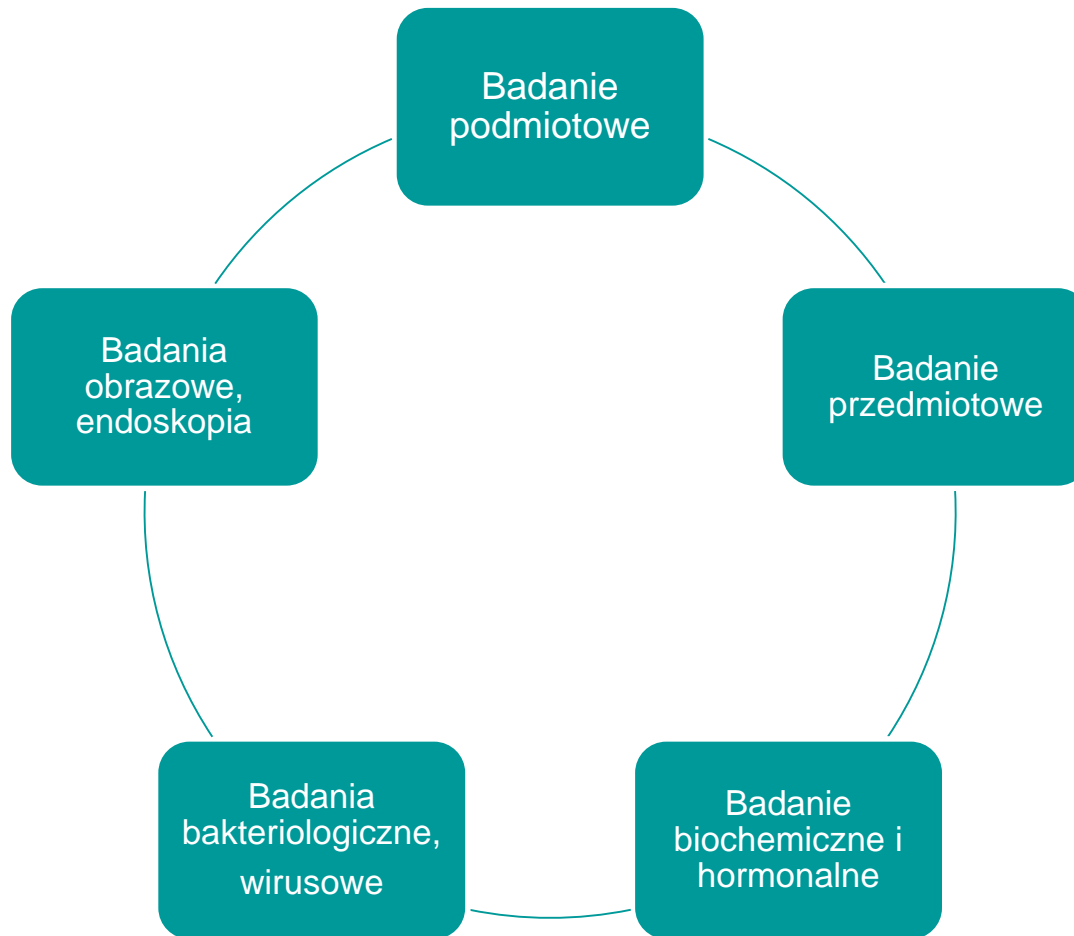 Badanie
podmiotowe
Badanie
przedmiotowe
Badanie
biochemiczne i
hormonalne
Badania
bakteriologiczne,
wirusowe
Badania
obrazowe,
endoskopia